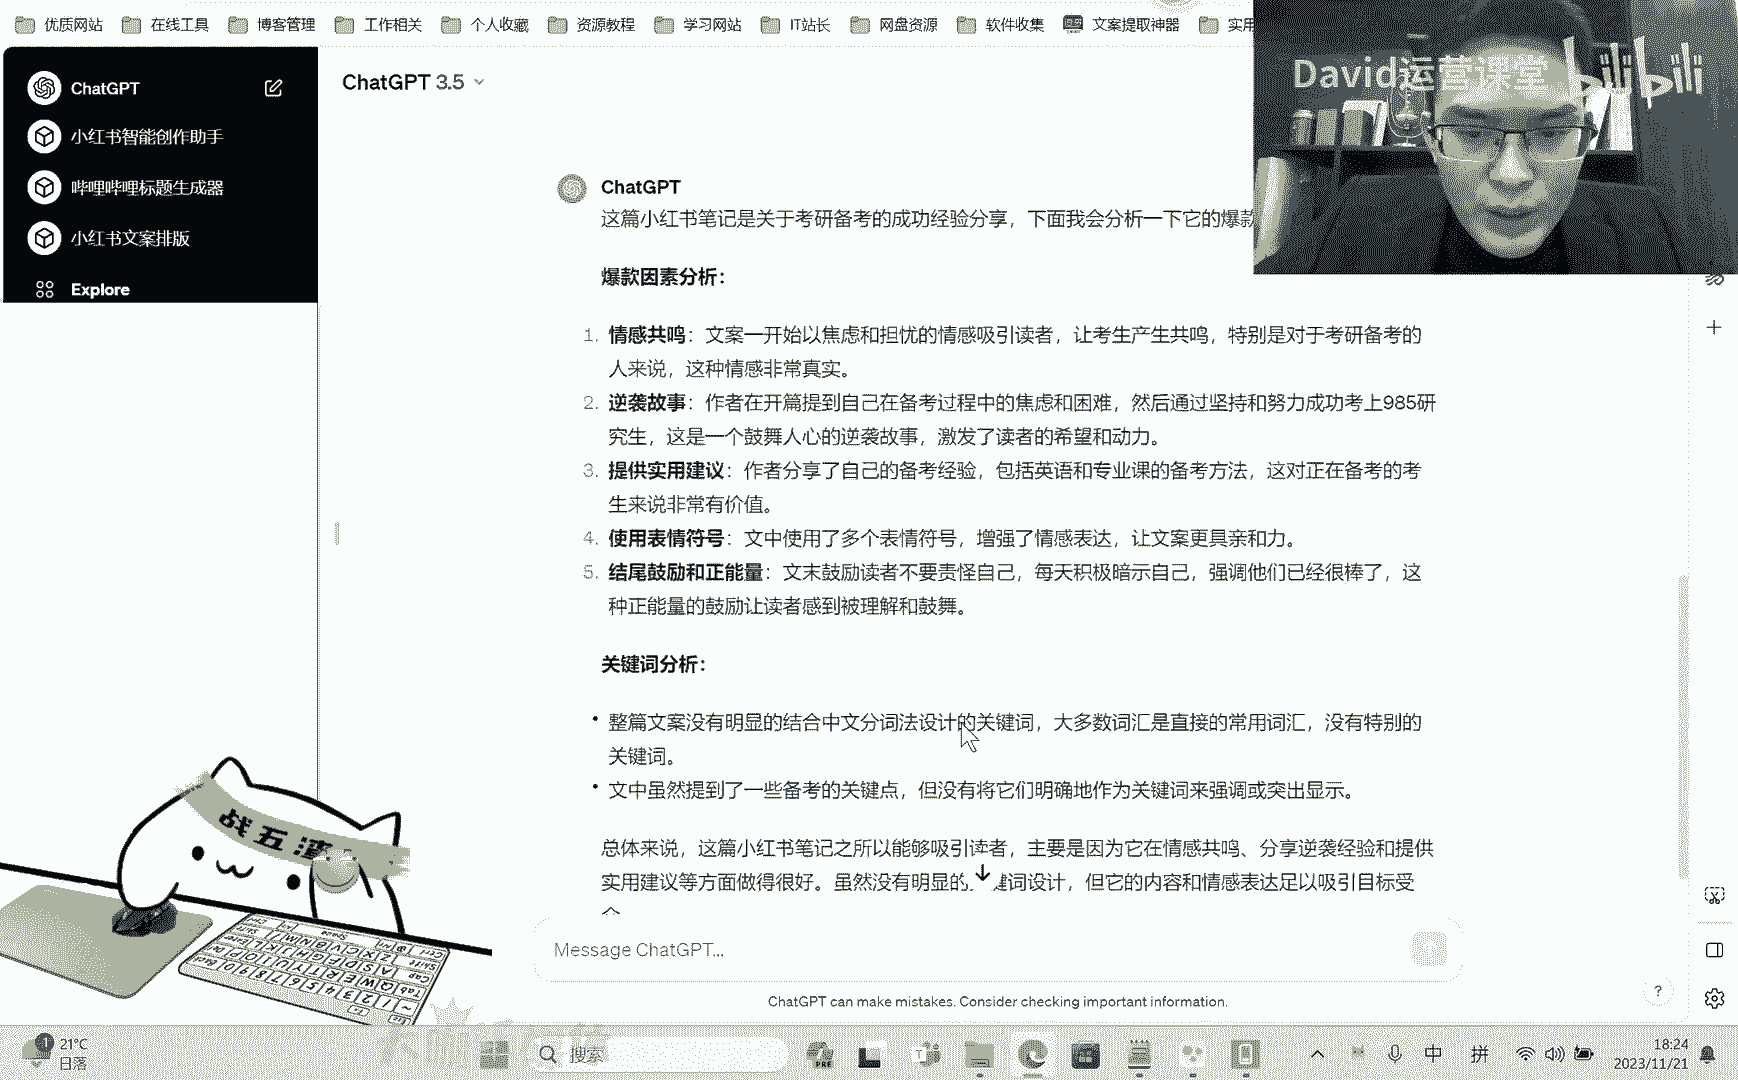 优质网站 在线工具 博客管理 工作相关 个人收藏 资源教程 学习网站 IT站长 网盘资源 软件收集 文案提取神器 实用
David运营课堂 bilibili
ChatGPT
小红书智能创作助手
哔哩哔哩标题生成器
小红书文案排版
Explore
ChatGPT 3.5
ChatGPT
这篇小红书笔记是关于考研备考的成功经验分享，下面我会分析一下它的爆款
爆款因素分析：
1. 情感共鸣：文案一开始以焦虑和担忧的情感吸引读者，让考生产生共鸣，特别是对于考研备考的
人来说，这种情感非常真实。
2. 逆袭故事：作者在开篇提到自己在备考过程中的焦虑和困难，然后通过坚持和努力成功考上985研
究生，这是一个鼓舞人心的逆袭故事，激发了读者的希望和动力。
3. 提供实用建议：作者分享了自己的备考经验，包括英语和专业课的备考方法，这对正在备考的考
生来说非常有价值。
4. 使用表情符号：文中使用了多个表情符号，增强了情感表达，让文案更具亲和力。
5. 结尾鼓励和正能量：文末鼓励读者不要责怪自己，每天积极暗示自己，强调他们已经很棒了，这
种正能量的鼓励让读者感到被理解和鼓舞。
关键词分析：
• 整篇文案没有明显的结合中文分词法设计的关键词，大多数词汇是直接的常用词汇，没有特别的
关键词。
• 文中虽然提到了一些备考的关键点，但没有将它们明确地作为关键词来强调或突出显示。
总体来说，这篇小红书笔记之所以能够吸引读者，主要是因为它在情感共鸣、分享逆袭经验和提供
实用建议等方面做得很好。虽然没有明显的 键词设计，但它的内容和情感表达足以吸引目标受
战五渣
Message ChatGPT...
ChatGPT can make mistakes. Consider checking important information.
?
1 21°C
日落
搜索
PRE
中 拼
18:24
2023/11/21